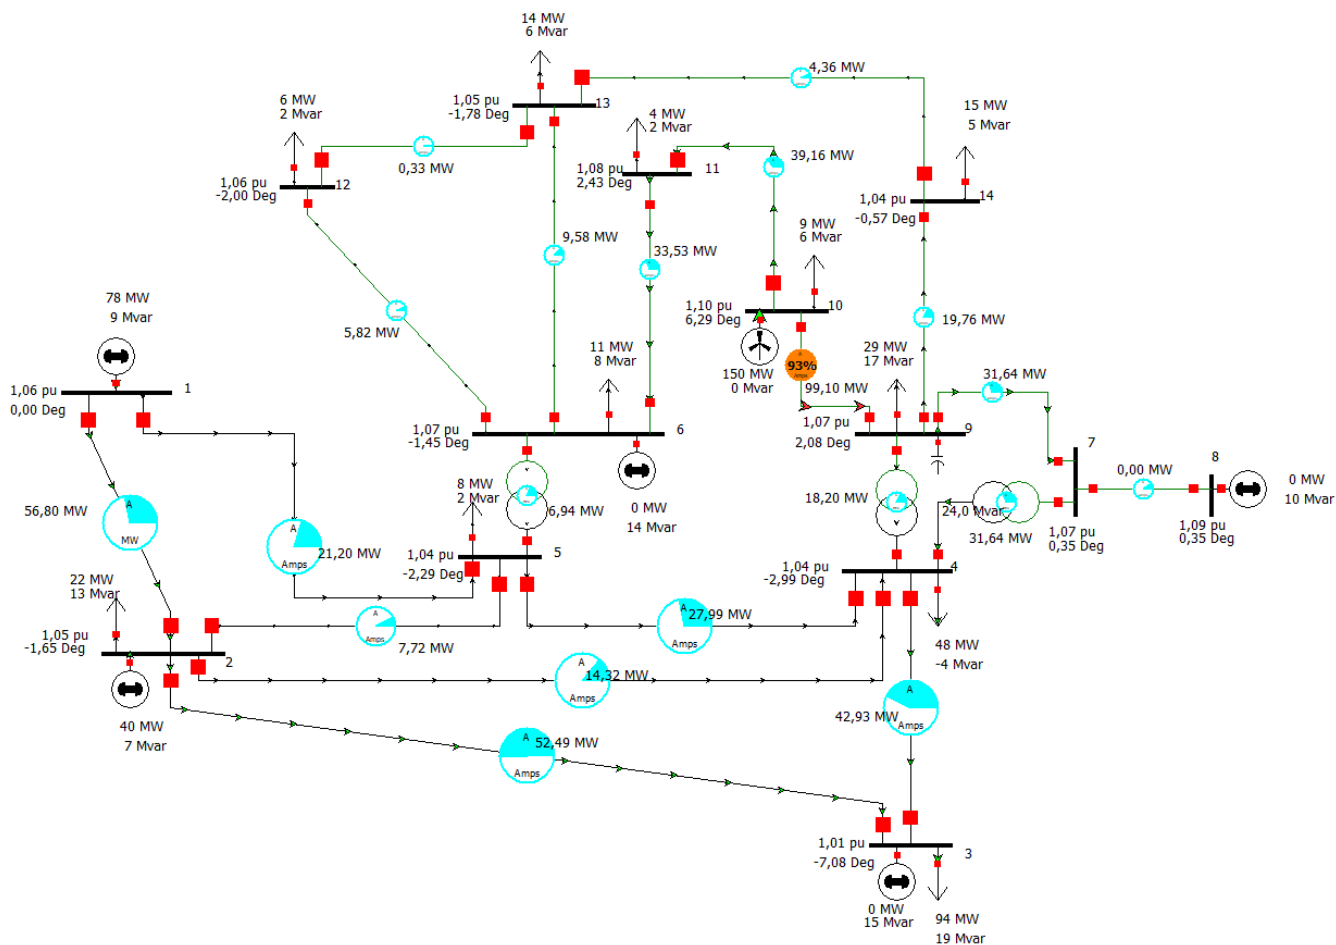 14 MW
6 Mvar
4,36 MW
1,05 pu
-1,78 Deg
13
6 MW
2 Mvar
4 MW
2 Mvar
15 MW
5 Mvar
0,33 MW
39,16 MW
1,06 pu
-2,00 Deg
12
1,08 pu
2,43 Deg
11
1,04 pu
-0,57 Deg
14
9 MW
6 Mvar
9,58 MW
33,53 MW
78 MW
9 Mvar
5,82 MW
1,10 pu
6,29 Deg
10
19,76 MW
11 MW
8 Mvar
150 MW
0 Mvar
A
93%
Amps
99,10 MW
29 MW
17 Mvar
31,64 MW
1,06 pu
0,00 Deg
1
1,07 pu
-1,45 Deg
6
1,07 pu
2,08 Deg
9
7
8
0,00 MW
0 MW
10 Mvar
8 MW
2 Mvar
6,94 MW
0 MW
14 Mvar
18,20 MW
24,0 Mvar
31,64 MW
1,07 pu
0,35 Deg
1,09 pu
0,35 Deg
56,80 MW
A
MW
A
21,20 MW
Amps
1,04 pu
-2,29 Deg
5
1,04 pu
-2,99 Deg
4
22 MW
13 Mvar
A
Amps
7,72 MW
A
27,99 MW
Amps
48 MW
-4 Mvar
1,05 pu
-1,65 Deg
2
A
14,32 MW
Amps
40 MW
7 Mvar
A
42,93 MW
Amps
A
52,49 MW
Amps
1,01 pu
-7,08 Deg
3
0 MW
15 Mvar
94 MW
19 Mvar